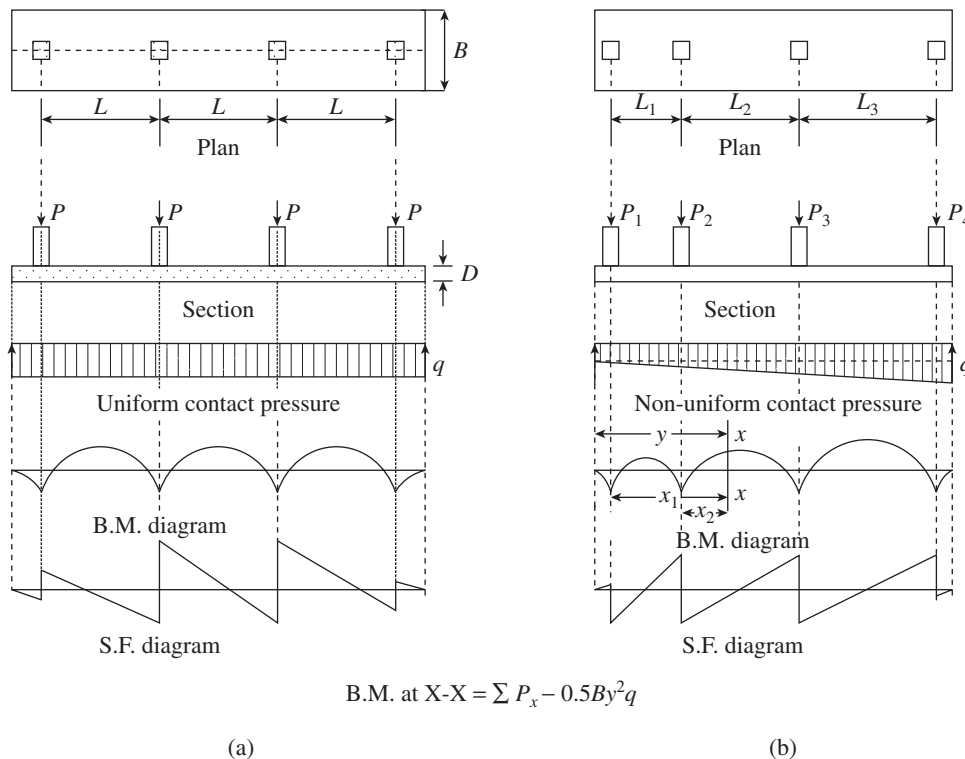 B
L L L
Plan
P P P P
D
Section
q
Uniform contact pressure
B.M. diagram
S.F. diagram
L₁ L₂ L₃
Plan
P₁ P₂ P₃ P₄
Section
q
Non-uniform contact pressure
y x
x₁ x
x₂
B.M. diagram
S.F. diagram
B.M. at X-X = ∑ Pₓ – 0.5By²q
(a) (b)